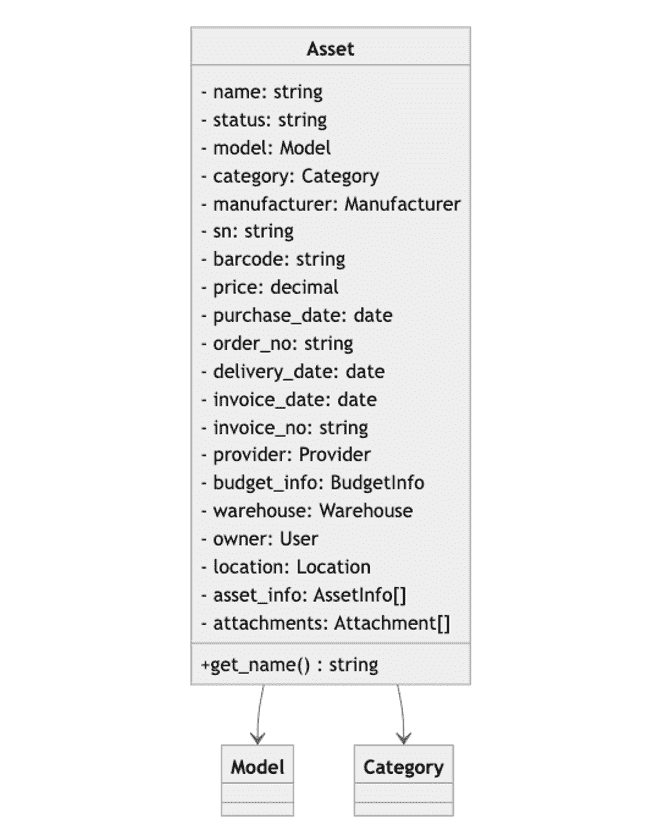 Asset
- name: string
- status: string
- model: Model
- category: Category
- manufacturer: Manufacturer
- sn: string
- barcode: string
- price: decimal
- purchase_date: date
- order_no: string
- delivery_date: date
- invoice_date: date
- invoice_no: string
- provider: Provider
- budget_info: BudgetInfo
- warehouse: Warehouse
- owner: User
- location: Location
- asset_info: AssetInfo[]
- attachments: Attachment[]
+get_name() : string
Model
Category